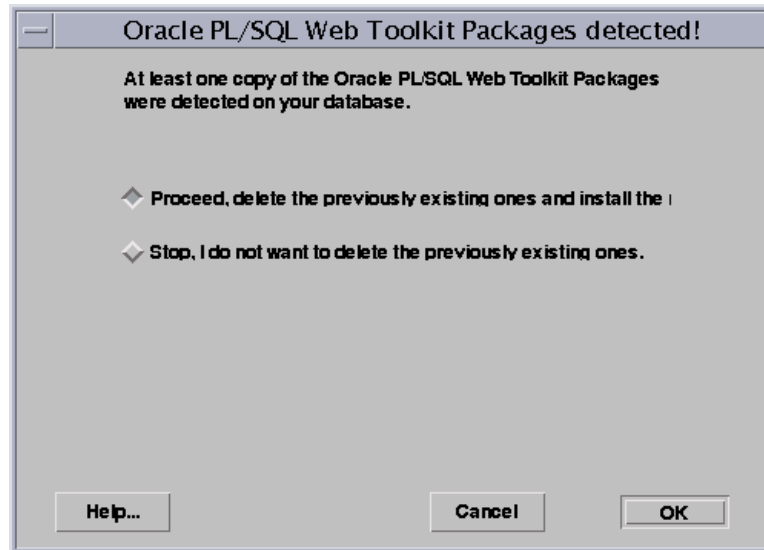 Oracle PL/SQL Web Toolkit Packages detected!
At least one copy of the Oracle PL/SQL Web Toolkit Packages
were detected on your database.
Proceed, delete the previously existing ones and install the
Stop, I do not want to delete the previously existing ones.
Help...
Cancel
OK